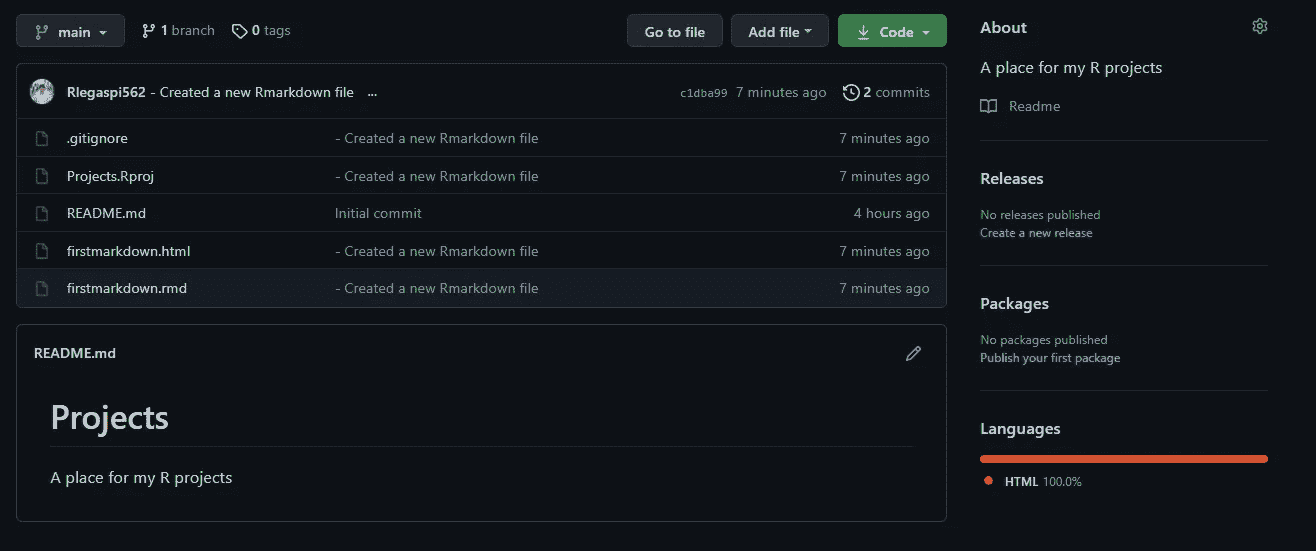 main 1 branch 0 tags Go to file Add file Code
Rlegaspi562 - Created a new Rmarkdown file ... c1dba99 7 minutes ago 2 commits
.gitignore - Created a new Rmarkdown file 7 minutes ago
Projects.Rproj - Created a new Rmarkdown file 7 minutes ago
README.md Initial commit 4 hours ago
firstmarkdown.html - Created a new Rmarkdown file 7 minutes ago
firstmarkdown.rmd - Created a new Rmarkdown file 7 minutes ago
README.md
Projects
A place for my R projects
About
A place for my R projects
Readme
Releases
No releases published
Create a new release
Packages
No packages published
Publish your first package
Languages
HTML 100.0%